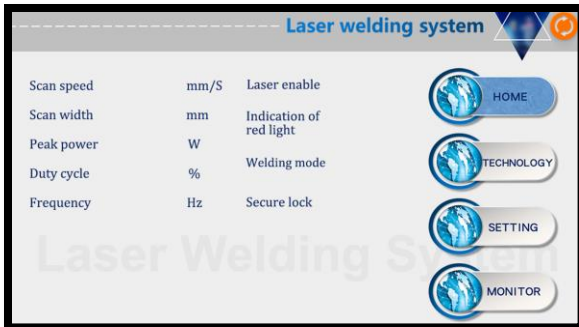 Laser welding system
Scan speed mm/S Laser enable
Scan width mm Indication of
red light
Peak power W
Welding mode
Duty cycle %
Frequency Hz Secure lock
HOME
TECHNOLOGY
SETTING
MONITOR
Laser Welding System